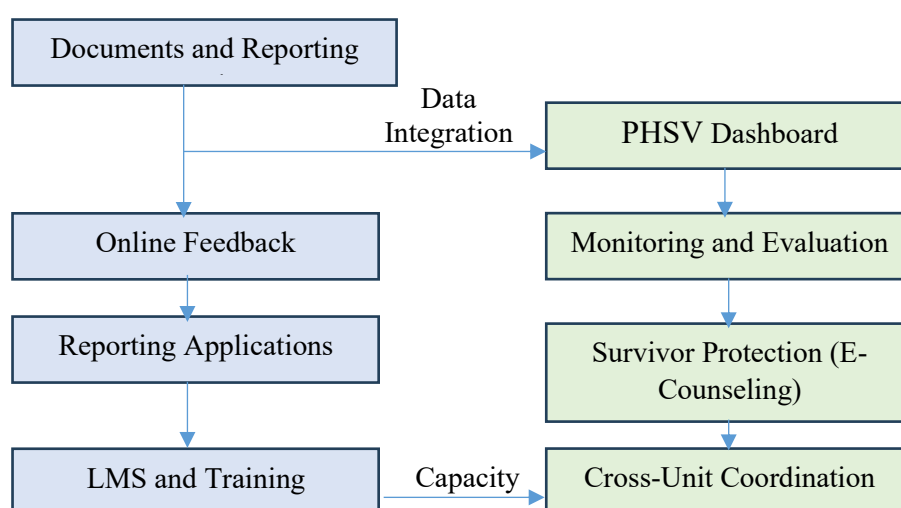 Documents and Reporting
Data
Integration
PHSV Dashboard
Online Feedback
Monitoring and Evaluation
Reporting Applications
Survivor Protection (E-
Counseling)
LMS and Training
Capacity
Cross-Unit Coordination